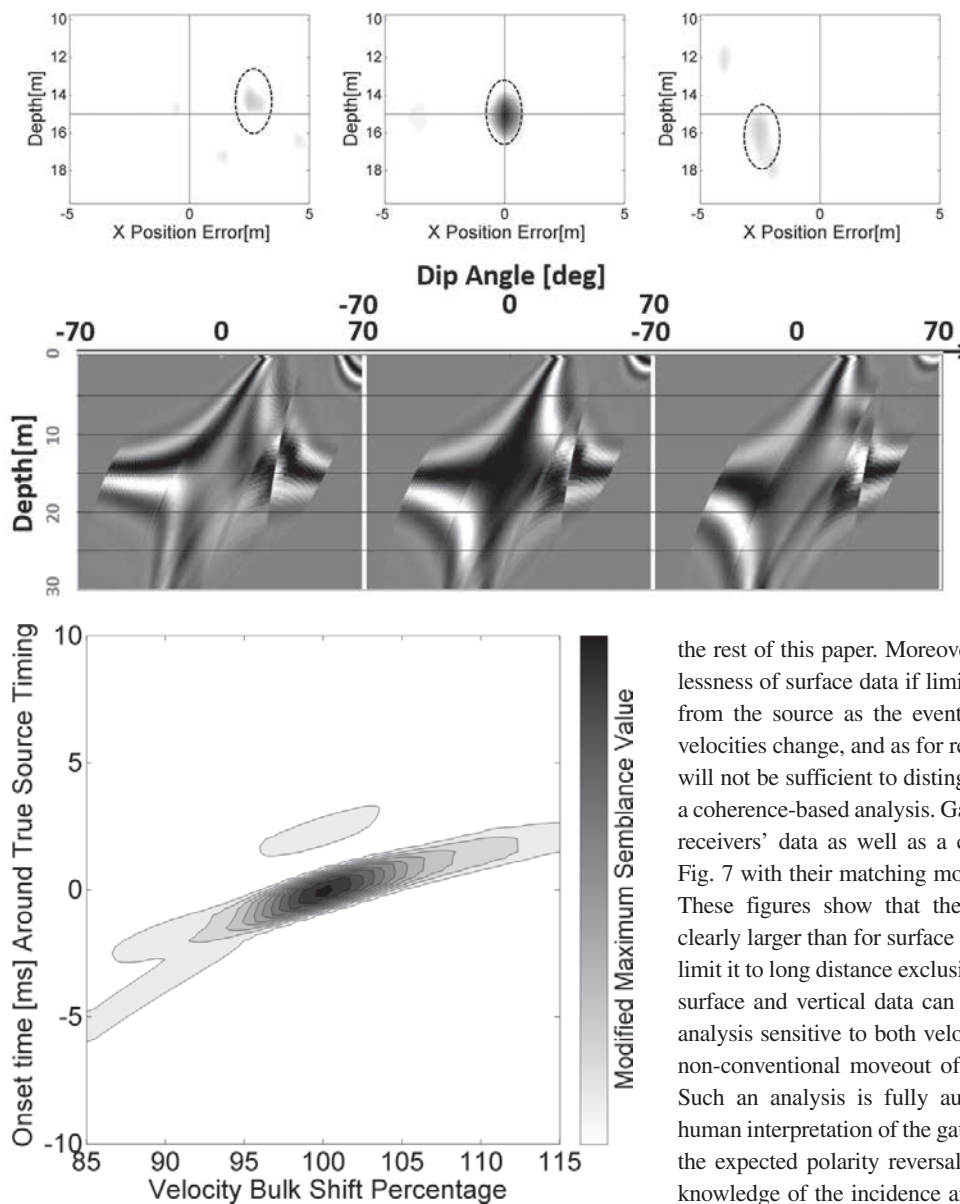 10
12
14
16
18
Depth[m]
-5 0 5
X Position Error[m]
10
12
14
16
18
Depth[m]
-5 0 5
X Position Error[m]
10
12
14
16
18
Depth[m]
-5 0 5
X Position Error[m]
Dip Angle [deg]
-70 0 70
-70 0 70 -70 0 70
Depth[m]
0
10
20
30
Onset time [ms] Around True Source Timing
10
5
0
-5
-10
85 90 95 100 105 110 115
Velocity Bulk Shift Percentage
Modified Maximum Semblance Value
the rest of this paper. Moreove
lessness of surface data if limi
from the source as the event
velocities change, and as for re
will not be sufficient to disting
a coherence-based analysis. Ga
receivers’ data as well as a c
Fig. 7 with their matching mo
These figures show that the
clearly larger than for surface
limit it to long distance exclusi
surface and vertical data can
analysis sensitive to both velo
non-conventional moveout of
Such an analysis is fully au
human interpretation of the gat
the expected polarity reversal
knowledge of the incidence a